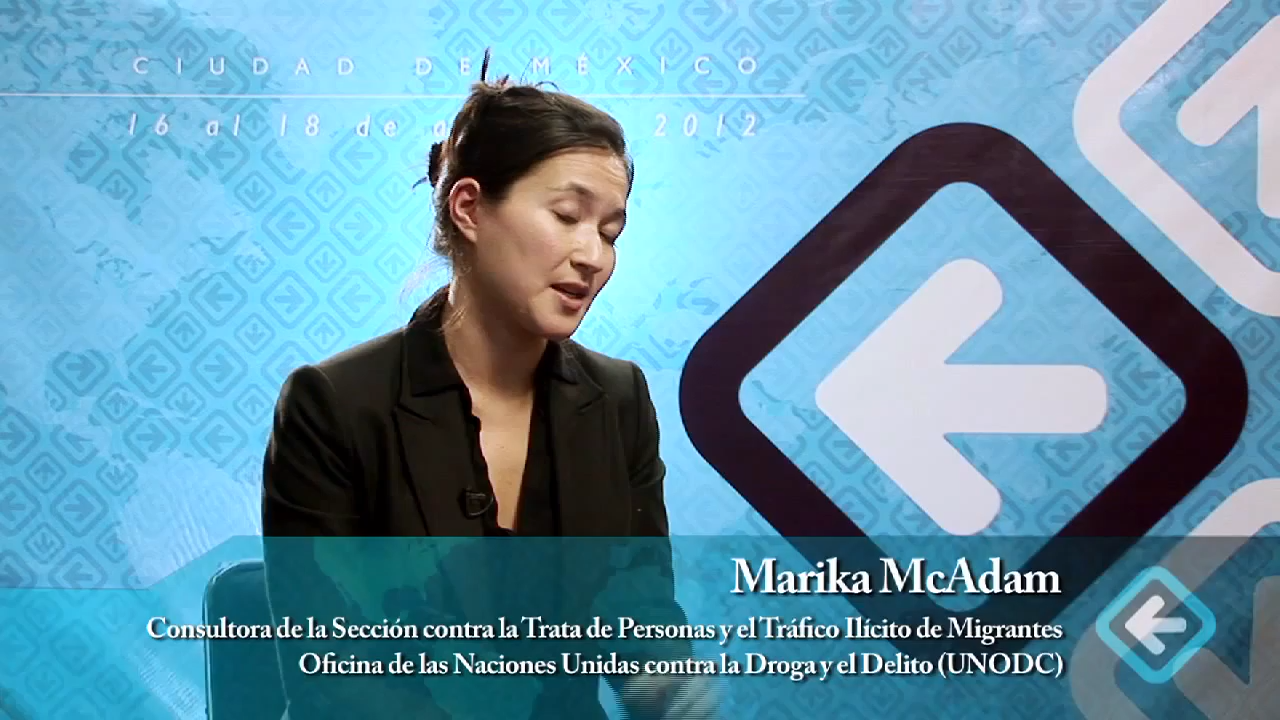 CIUDAD DE MÉXICO
16 al 18 de 2012
Marika McAdam
Consultora de la Sección contra la Trata de Personas y el Tráfico Ilícito de Migrantes
Oficina de las Naciones Unidas contra la Droga y el Delito (UNODC)